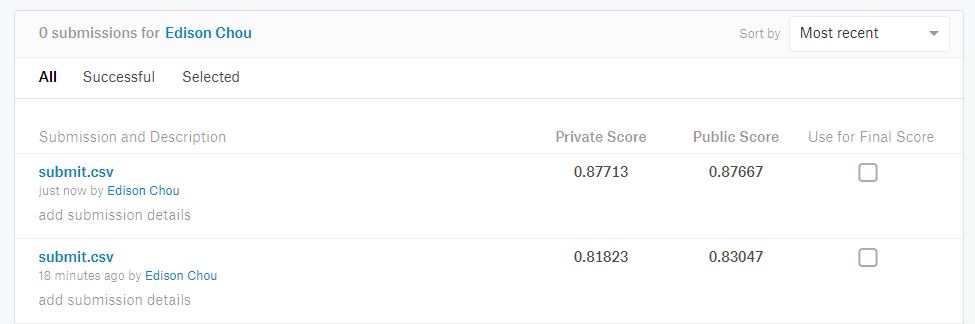 0 submissions for Edison Chou Sort by Most recent
All Successful Selected
Submission and Description Private Score Public Score Use for Final Score
submit.csv 0.87713 0.87667
just now by Edison Chou
add submission details
submit.csv 0.81823 0.83047
18 minutes ago by Edison Chou
add submission details